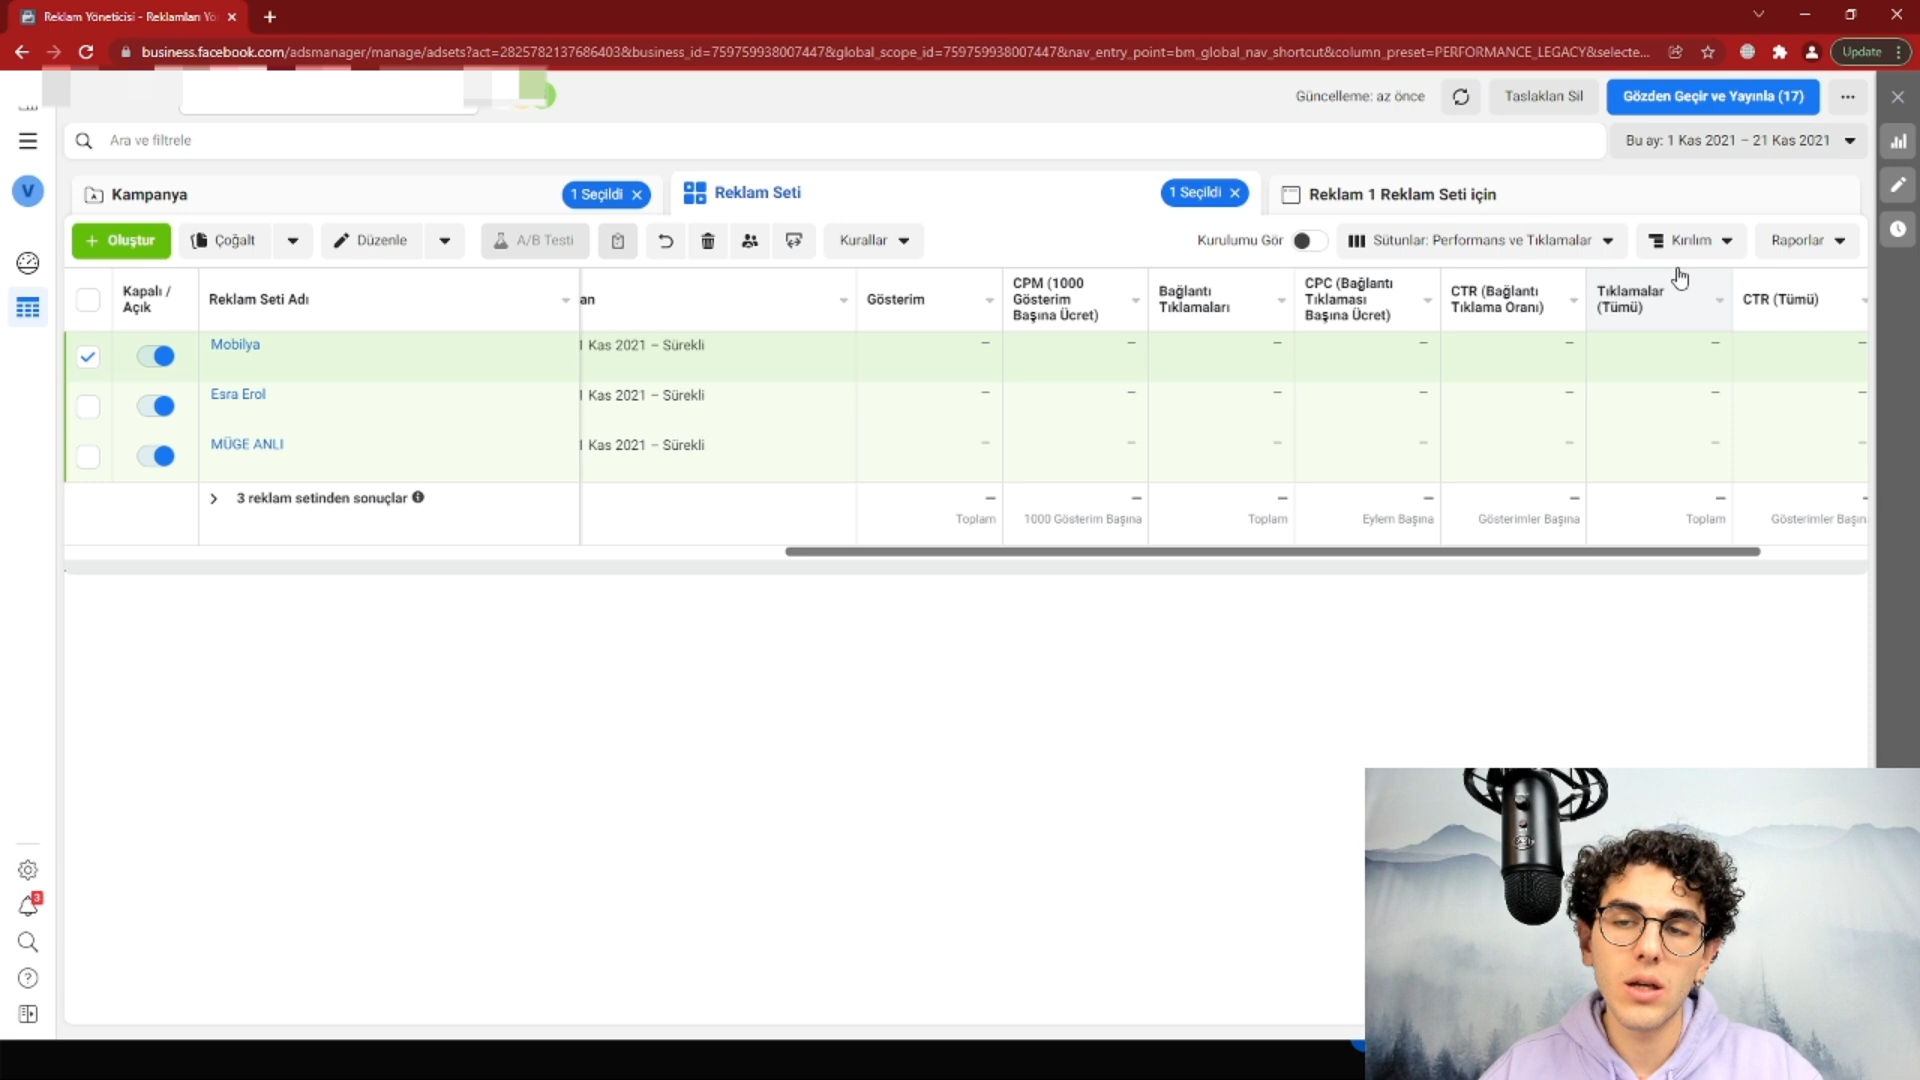 Reklam Yöneticisi - Reklamları Yö
business.facebook.com/adsmanager/manage/adsets?act=2825782137686403&business_id=759759938007447&global_scope_id=759759938007447&nav_entry_point=bm_global_nav_shortcut&column_preset=PERFORMANCE_LEGACY&selecte...
Update
Güncelleme: az önce
Taslakları Sil
Gözden Geçir ve Yayınla (17)
Ara ve filtrele
Bu ay: 1 Kas 2021 – 21 Kas 2021
V
Kampanya
1 Seçildi
Reklam Seti
1 Seçildi
Reklam 1 Reklam Seti için
+ Oluştur
Çoğalt
Düzenle
A/B Testi
Kurallar
Kurulumu Gör
Sütunlar: Performans ve Tıklamalar
Kırılım
Raporlar
Kapalı / Açık
Reklam Seti Adı
an
Gösterim
CPM (1000 Gösterim Başına Ücret)
Bağlantı Tıklamaları
CPC (Bağlantı Tıklaması Başına Ücret)
CTR (Bağlantı Tıklama Oranı)
Tıklamalar (Tümü)
CTR (Tümü)
Mobilya
1 Kas 2021 – Sürekli
– – – – – – –
Esra Erol
1 Kas 2021 – Sürekli
– – – – – – –
MÜGE ANLI
1 Kas 2021 – Sürekli
– – – – – – –
3 reklam setinden sonuçlar
– – – – – – –
Toplam
1000 Gösterim Başına
Toplam
Eylem Başına
Gösterimler Başına
Toplam
Gösterimler Başın
3